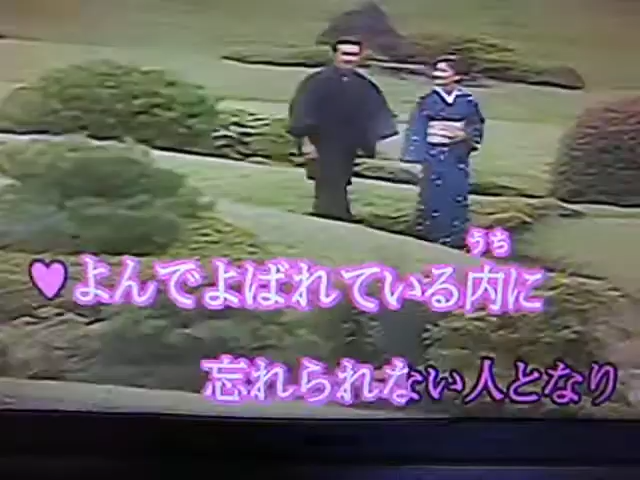 うち
♥よんでよばれている内に
忘れられない人となり